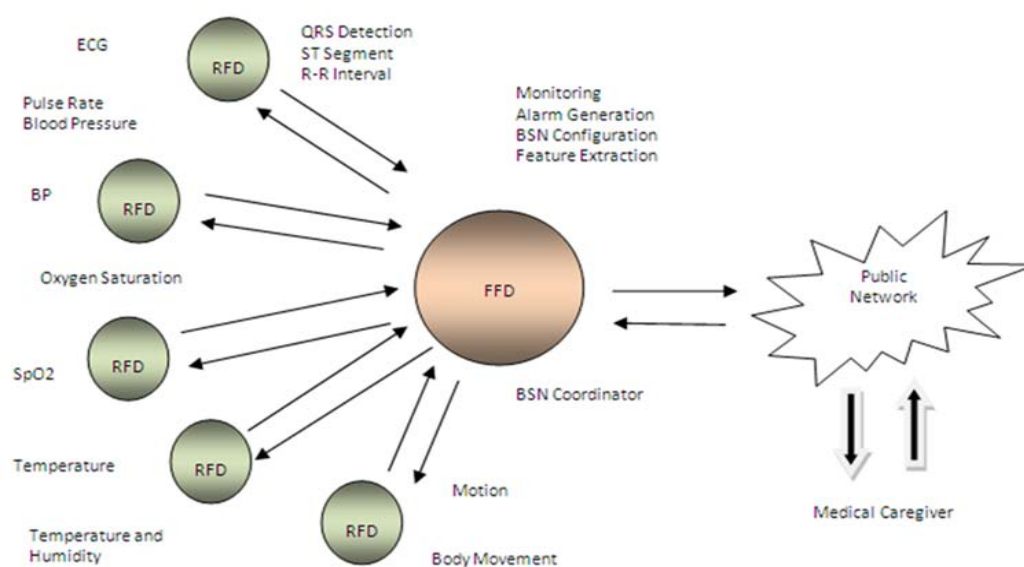 ECG
RFD
QRS Detection
ST Segment
R-R Interval
Pulse Rate
Blood Pressure
Monitoring
Alarm Generation
BSN Configuration
Feature Extraction
BP
RFD
Oxygen Saturation
FFD
Public
Network
SpO2
RFD
BSN Coordinator
Temperature
RFD
Motion
Medical Caregiver
RFD
Temperature and
Humidity
Body Movement